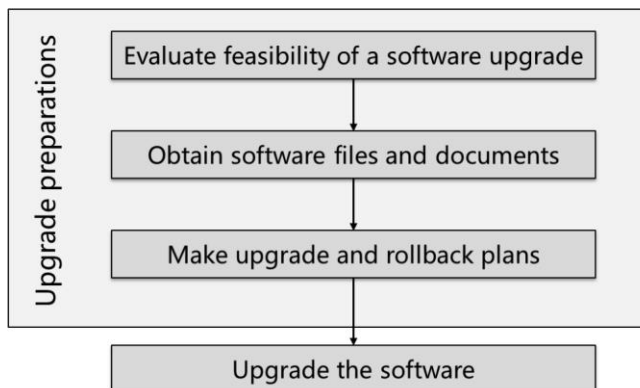 Upgrade preparations
Evaluate feasibility of a software upgrade
Obtain software files and documents
Make upgrade and rollback plans
Upgrade the software